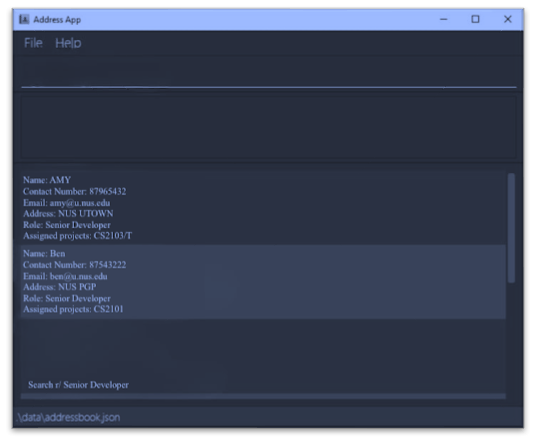 Address App
File Help
Name: AMY
Contact Number: 87965432
Email: amy@u.nus.edu
Address: NUS UTOWN
Role: Senior Developer
Assigned projects: CS2103/T
Name: Ben
Contact Number: 87543222
Email: ben@u.nus.edu
Address: NUS PGP
Role: Senior Developer
Assigned projects: CS2101
Search r/ Senior Developer
.\data\addressbook.json